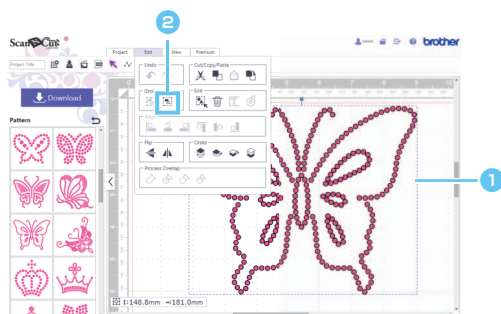 2
ScanNCut
brother
Project Edit View Premium
Project Title
Undo Cut/Copy/Paste
Edit
Download
Align
Pattern
Flip Order
Process Overlap
1
148.8mm 181.0mm